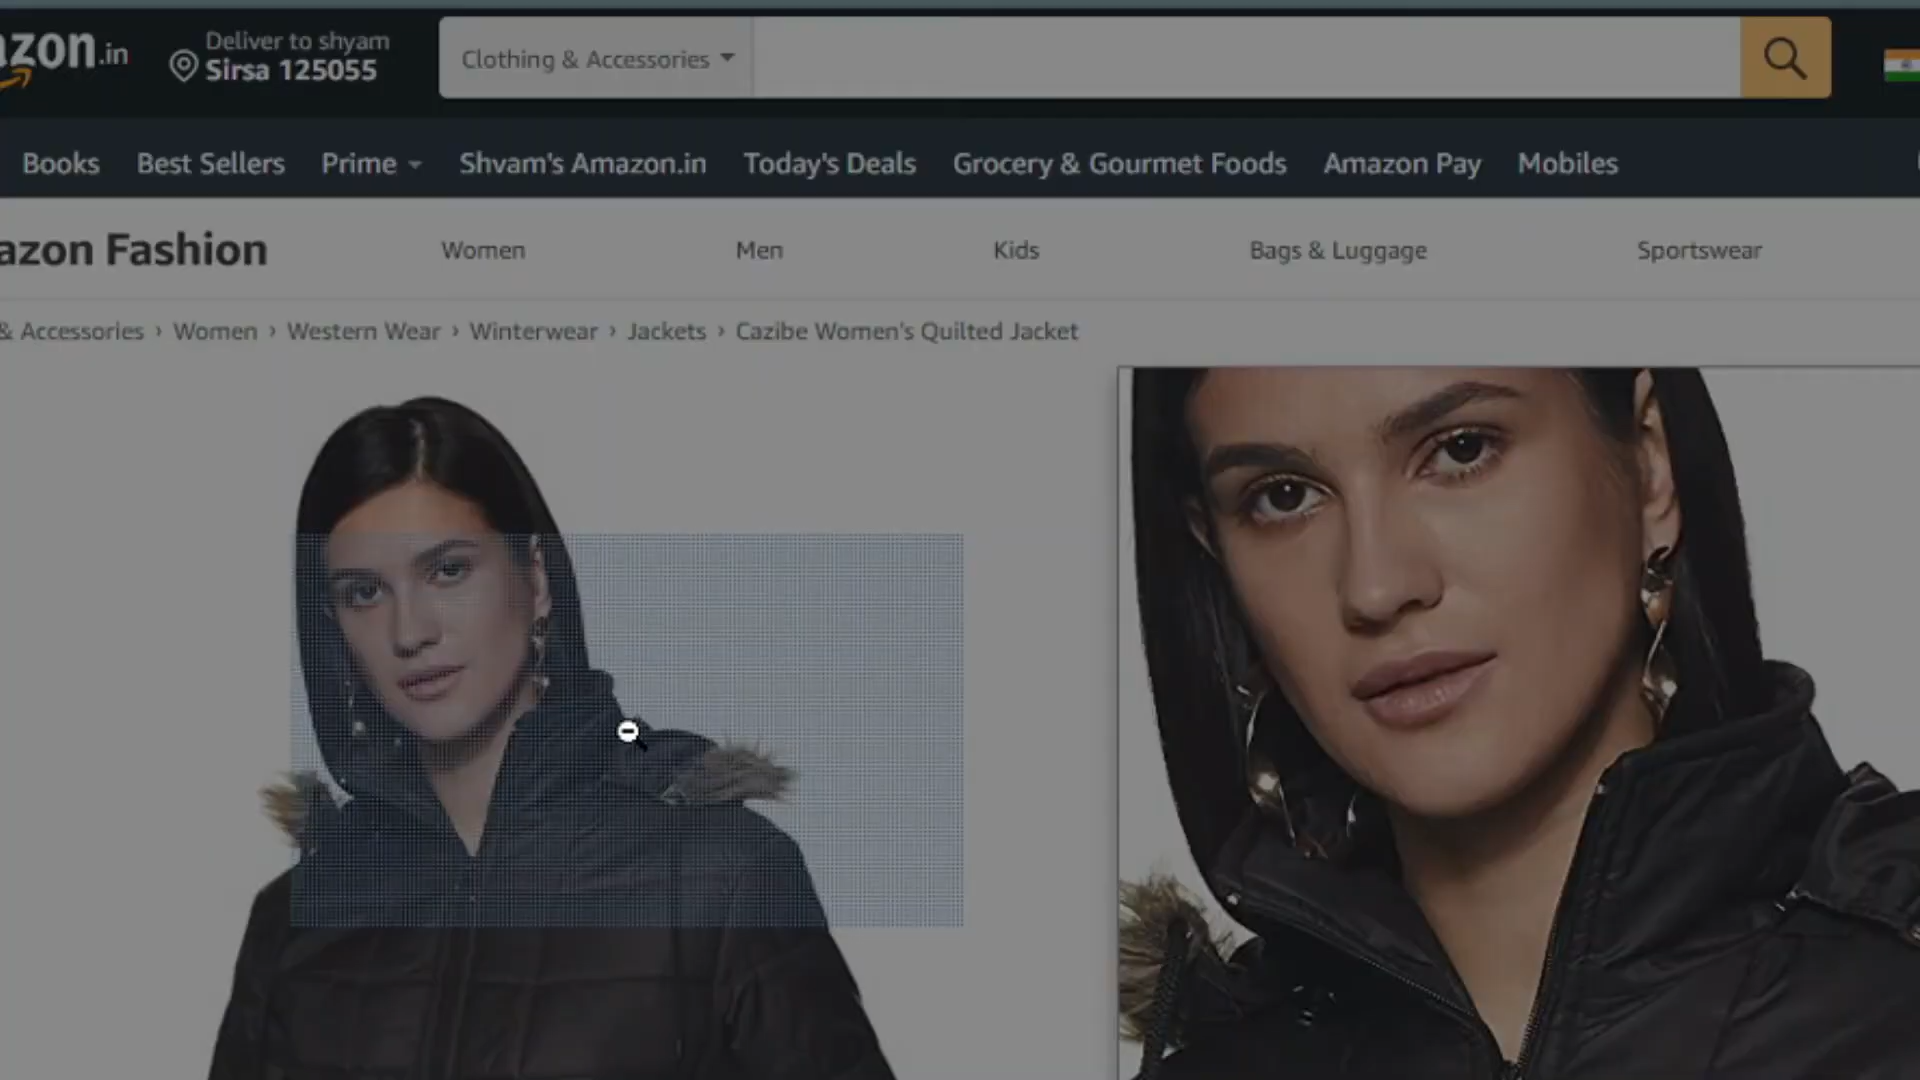 azon.in
Deliver to shyam
Sirsa 125055
Clothing & Accessories
Books Best Sellers Prime Shvam's Amazon.in Today's Deals Grocery & Gourmet Foods Amazon Pay Mobiles
azon Fashion Women Men Kids Bags & Luggage Sportswear
& Accessories › Women › Western Wear › Winterwear › Jackets › Cazibe Women's Quilted Jacket